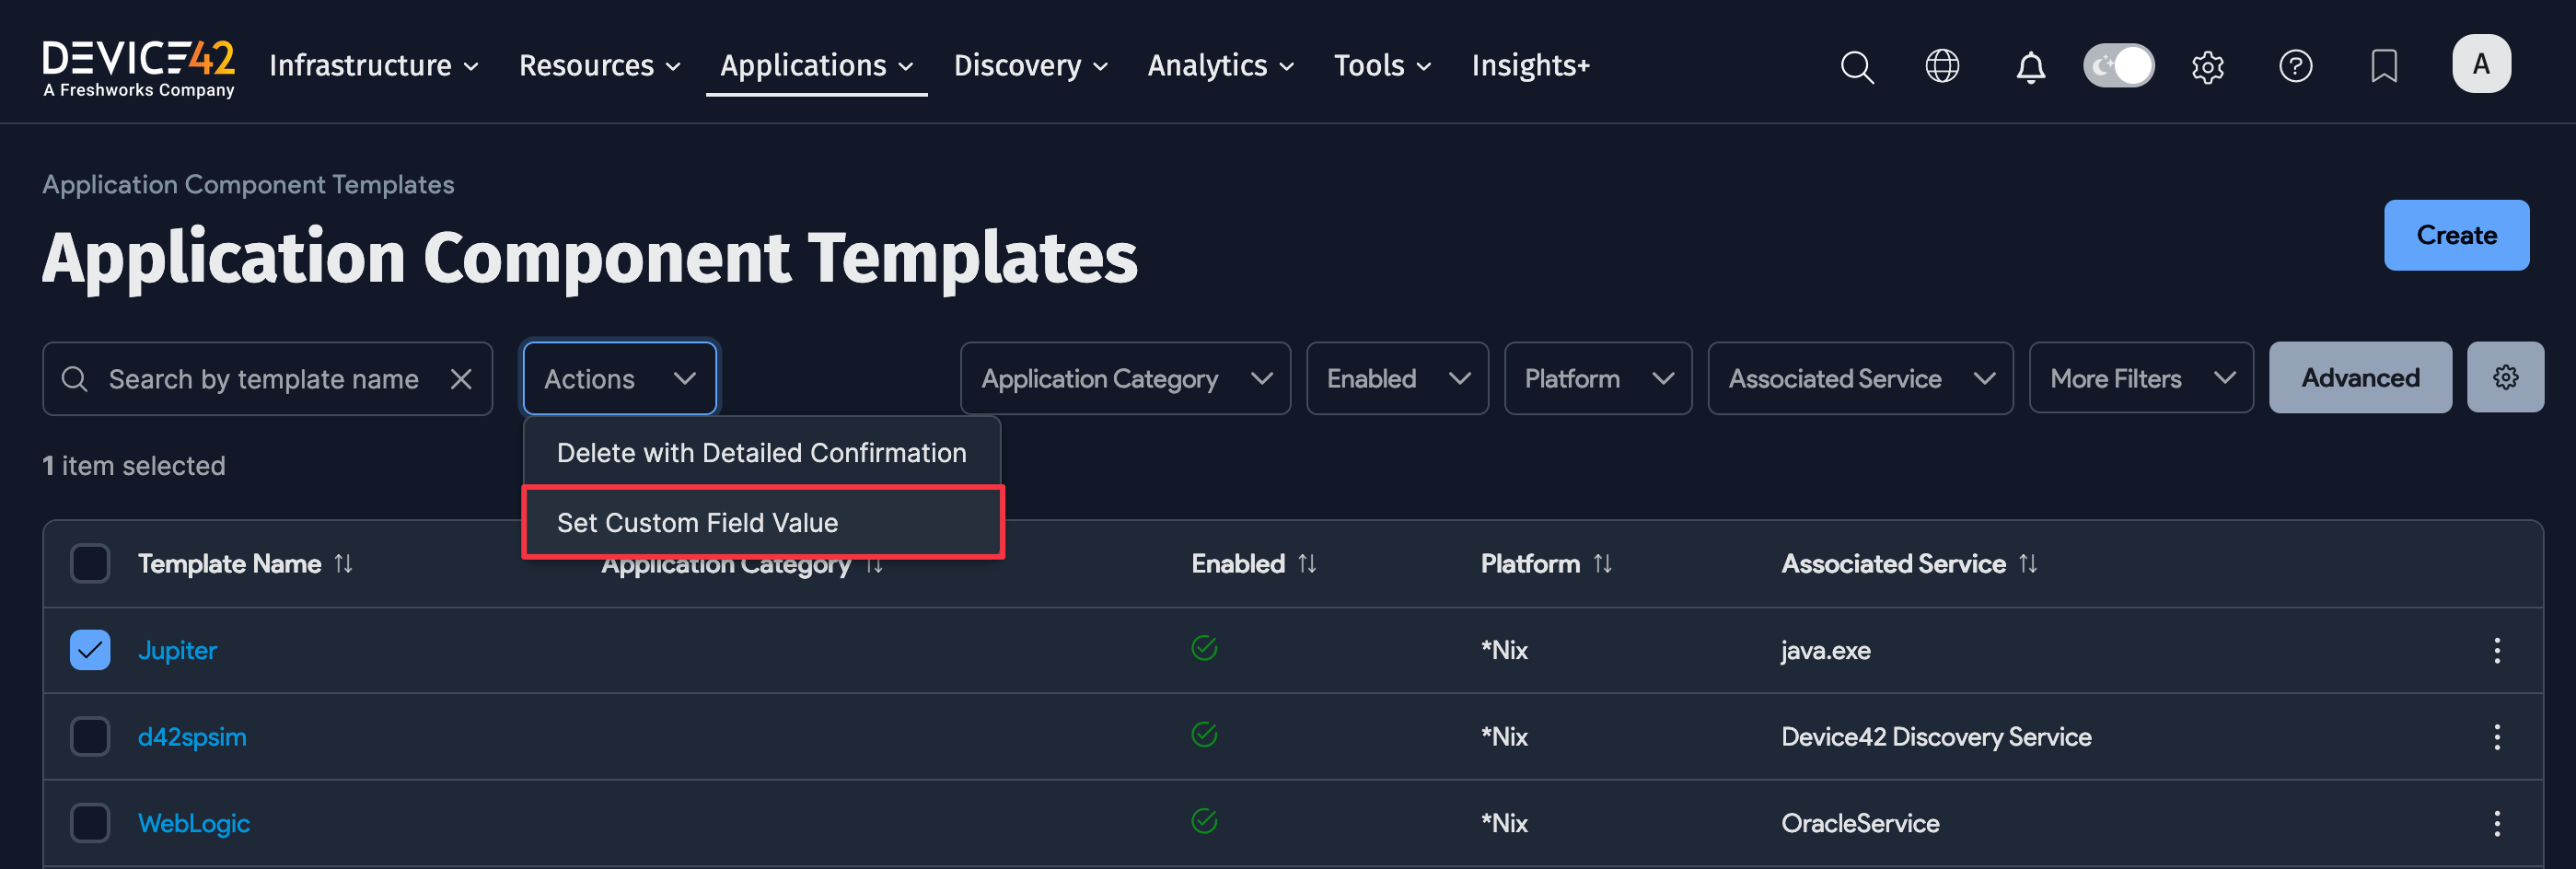 DEVICE42
A Freshworks Company
Infrastructure Resources Applications Discovery Analytics Tools Insights+
A
Application Component Templates
Application Component Templates
Create
Search by template name
Actions
Application Category
Enabled
Platform
Associated Service
More Filters
Advanced
Delete with Detailed Confirmation
Set Custom Field Value
1 item selected
Template Name Application Category Enabled Platform Associated Service
Jupiter *Nix java.exe
d42spsim *Nix Device42 Discovery Service
WebLogic *Nix OracleService